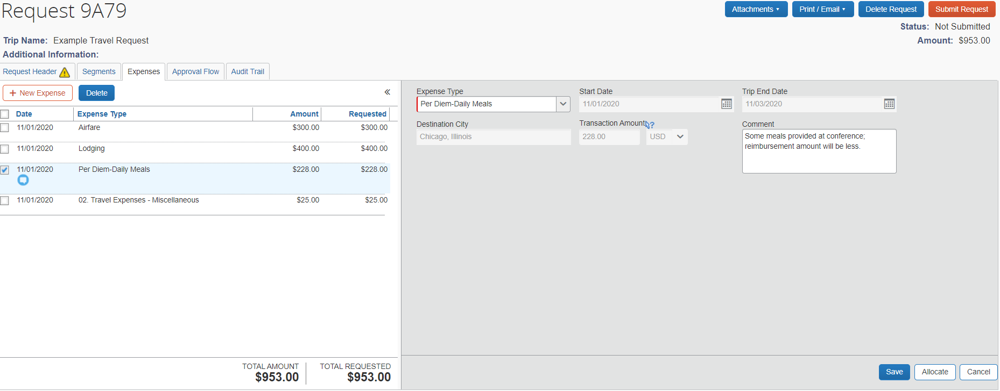 Request 9A79
Attachments
Print / Email
Delete Request
Submit Request
Status: Not Submitted
Trip Name: Example Travel Request
Amount: $953.00
Additional Information:
Request Header
Segments
Expenses
Approval Flow
Audit Trail
+ New Expense
Delete
«
Date Expense Type Amount Requested
11/01/2020 Airfare $300.00 $300.00
11/01/2020 Lodging $400.00 $400.00
11/01/2020 Per Diem-Daily Meals $228.00 $228.00
11/01/2020 02. Travel Expenses - Miscellaneous $25.00 $25.00
TOTAL AMOUNT
$953.00
TOTAL REQUESTED
$953.00
Expense Type
Per Diem-Daily Meals
Start Date
11/01/2020
Trip End Date
11/03/2020
Destination City
Chicago, Illinois
Transaction Amount ?
228.00 USD
Comment
Some meals provided at conference;
reimbursement amount will be less.
Save
Allocate
Cancel